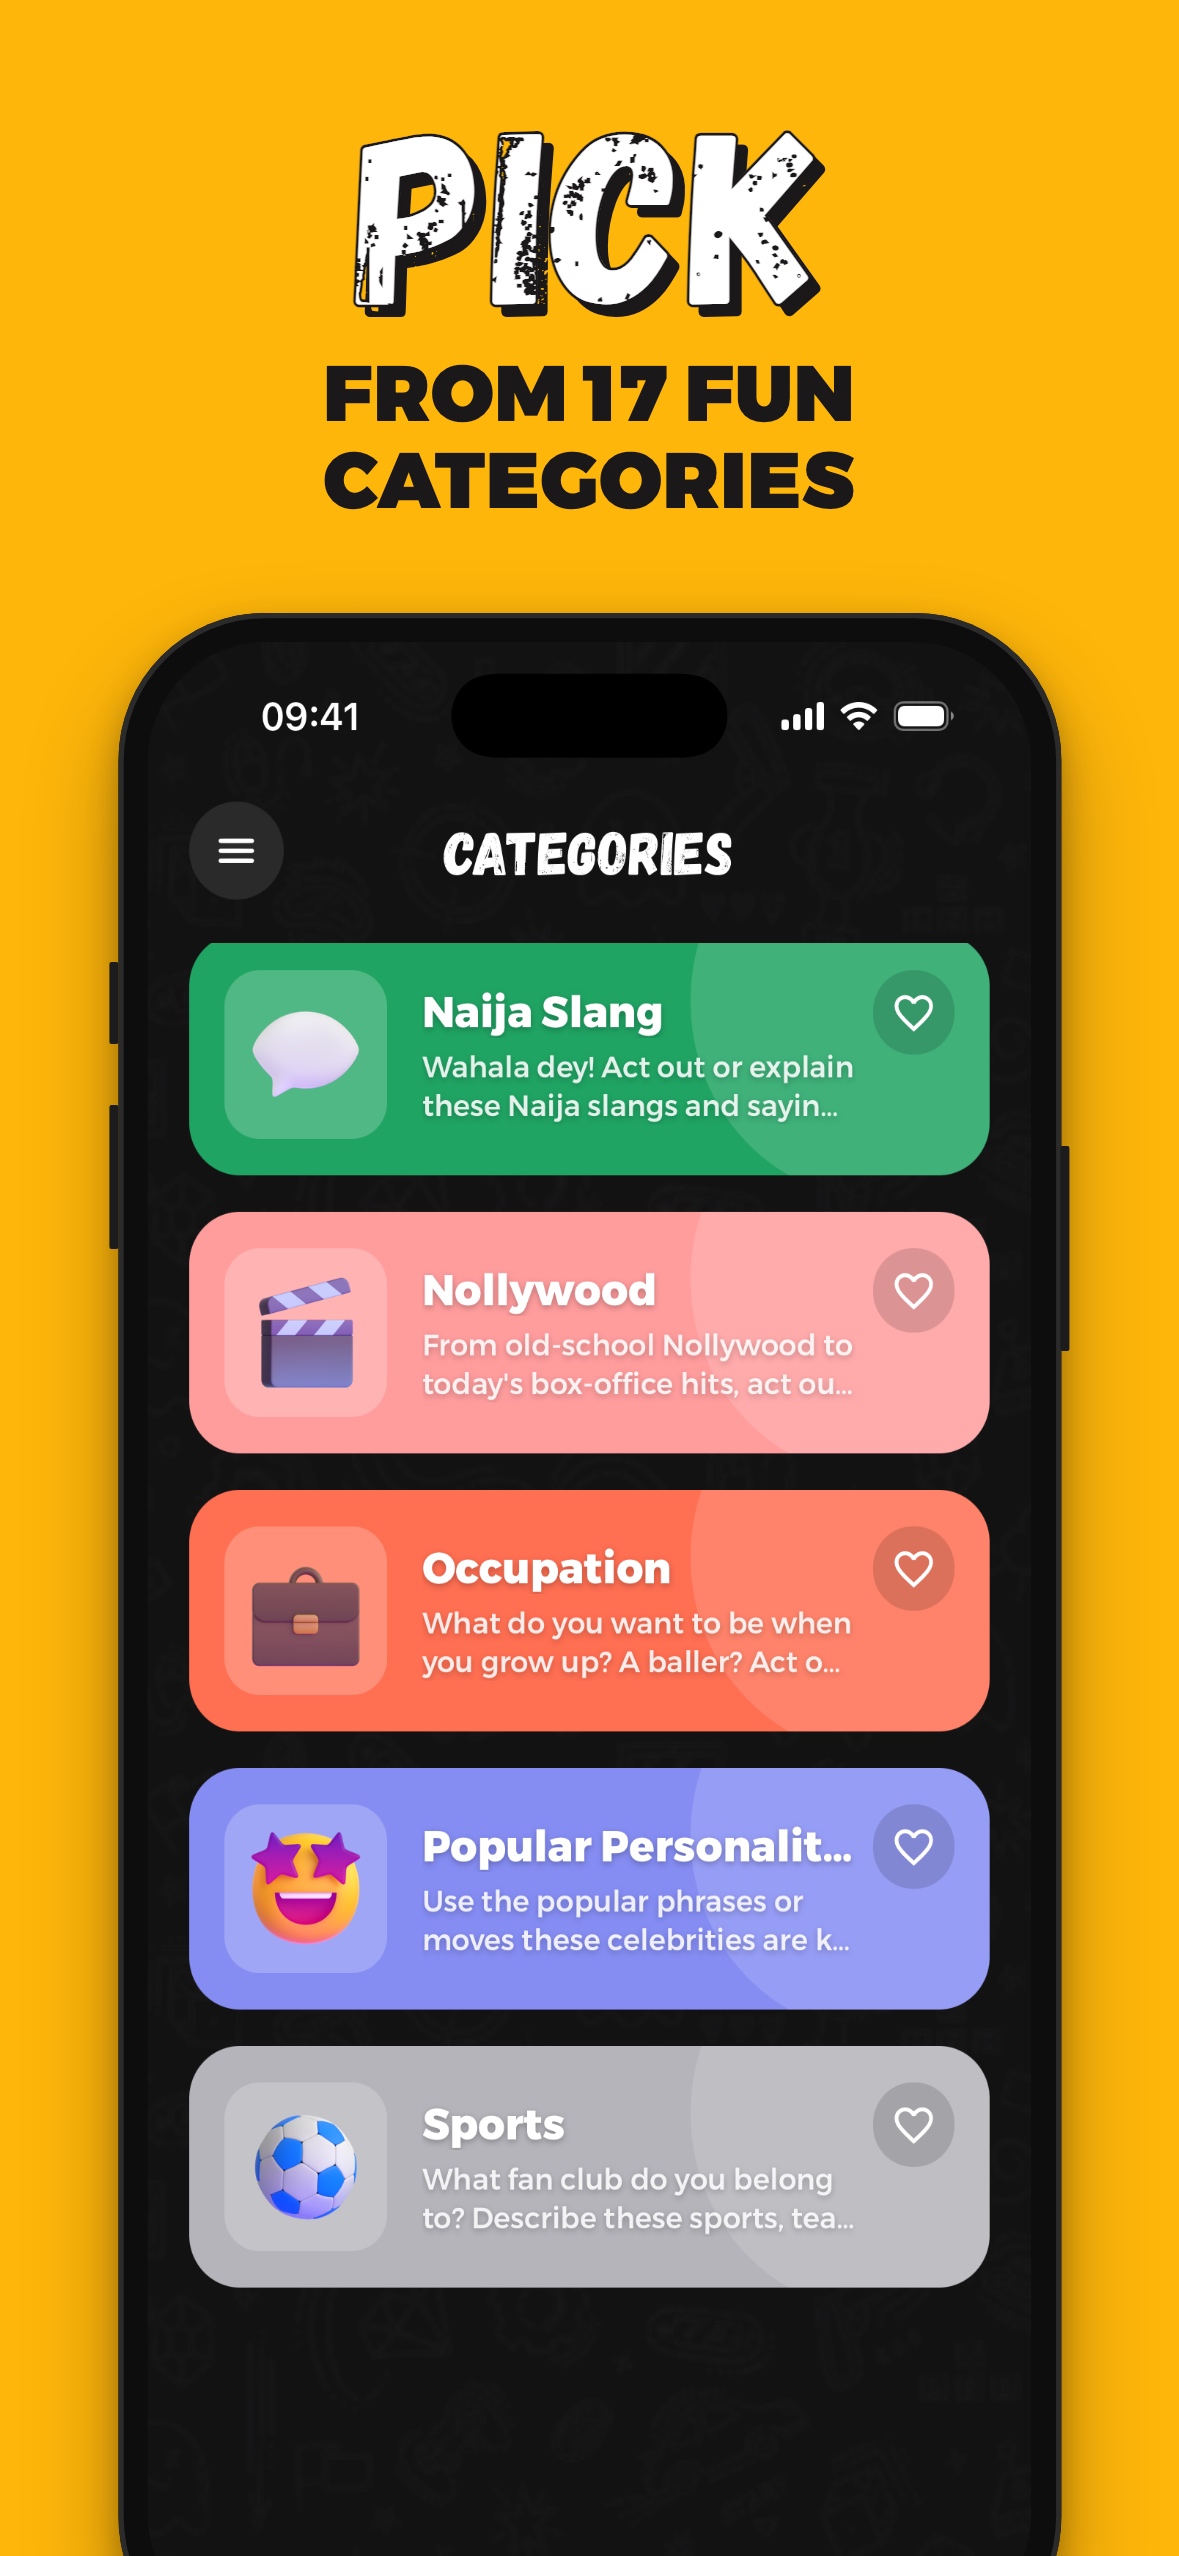 PICK
FROM 17 FUN
CATEGORIES
09:41
CATEGORIES
Naija Slang
Wahala dey! Act out or explain
these Naija slangs and sayin...
Nollywood
From old-school Nollywood to
today's box-office hits, act ou...
Occupation
What do you want to be when
you grow up? A baller? Act o...
Popular Personalit...
Use the popular phrases or
moves these celebrities are k...
Sports
What fan club do you belong
to? Describe these sports, tea...